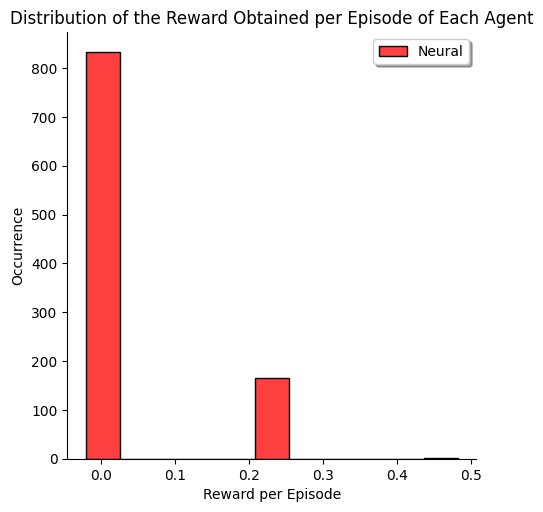 Distribution of the Reward Obtained per Episode of Each Agent
Neural
800
700
600
500
400
300
200
100
0
Occurrence
0.0 0.1 0.2 0.3 0.4 0.5
Reward per Episode